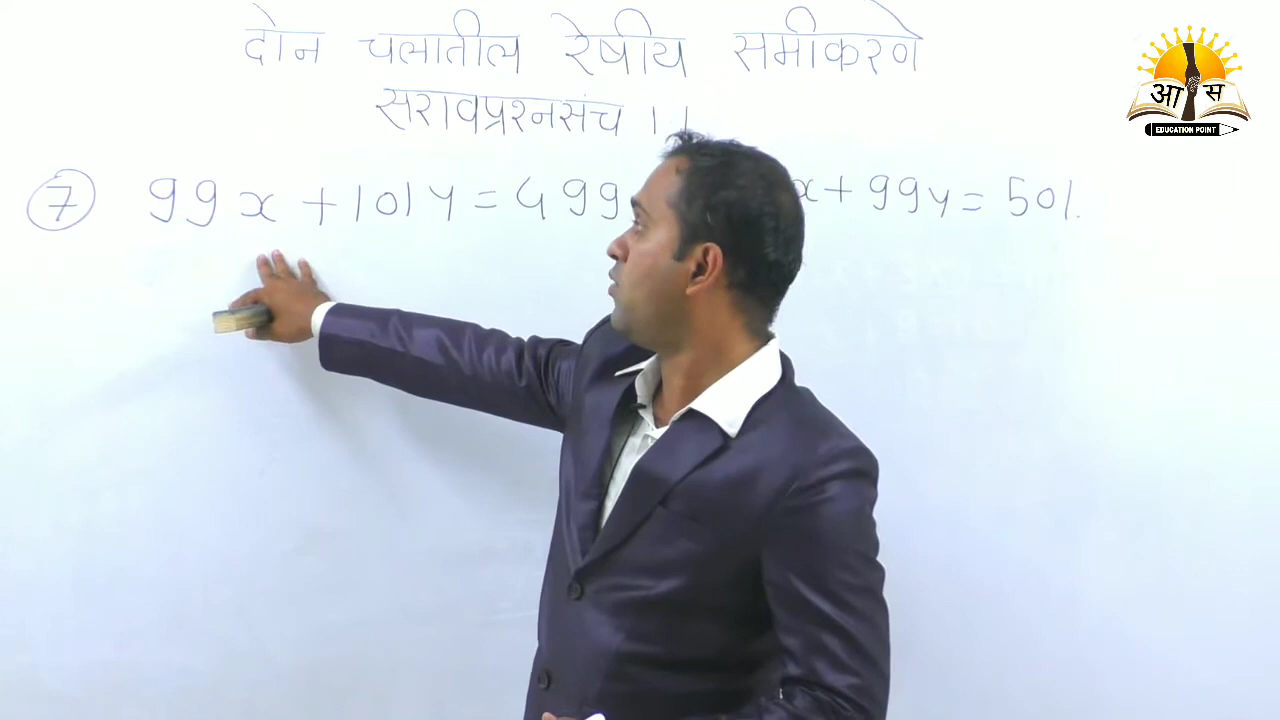 दोन चलातील रेषीय समीकरणे
सरावप्रश्नसंच 1.1
⑦ 99x + 101y = 499 x + 99y = 501.
आस
EDUCATION POINT